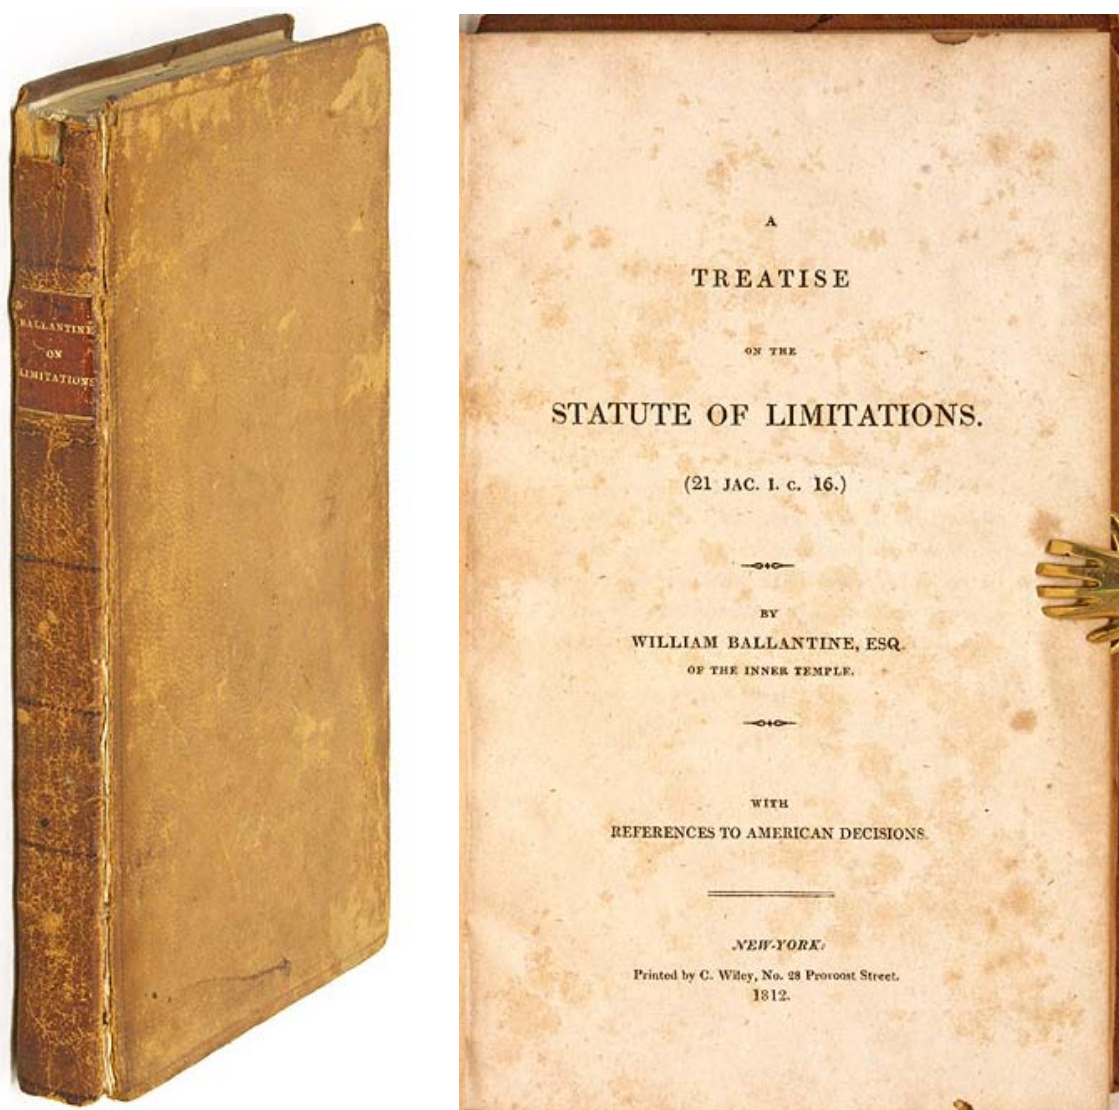 BALLANTINE
ON
LIMITATIONS
A
TREATISE
ON THE
STATUTE OF LIMITATIONS.
(21 JAC. I. c. 16.)
BY
WILLIAM BALLANTINE, ESQ.
OF THE INNER TEMPLE.
WITH
REFERENCES TO AMERICAN DECISIONS.
NEW-YORK:
Printed by C. Wiley, No. 28 Provoost Street.
1812.